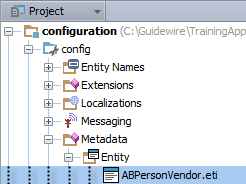 Project
configuration (C:\Guidewire\TrainingApp
config
Entity Names
Extensions
Localizations
Messaging
Metadata
Entity
ABPersonVendor.eti